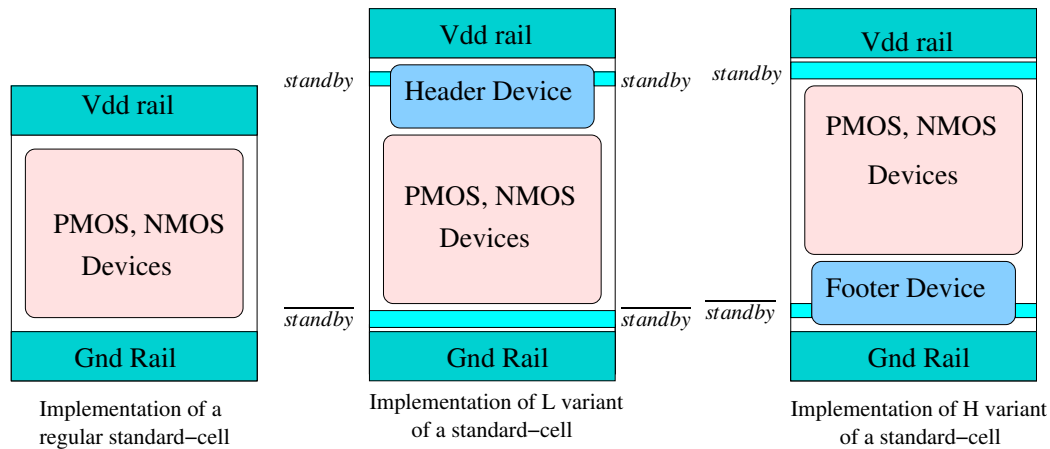 Vdd rail
PMOS, NMOS
Devices
Gnd Rail
Implementation of a
regular standard−cell
Vdd rail
standby
Header Device
standby
PMOS, NMOS
Devices
standby
standby
Gnd Rail
Implementation of L variant
of a standard−cell
Vdd rail
standby
PMOS, NMOS
Devices
Footer Device
standby
Gnd Rail
Implementation of H variant
of a standard−cell